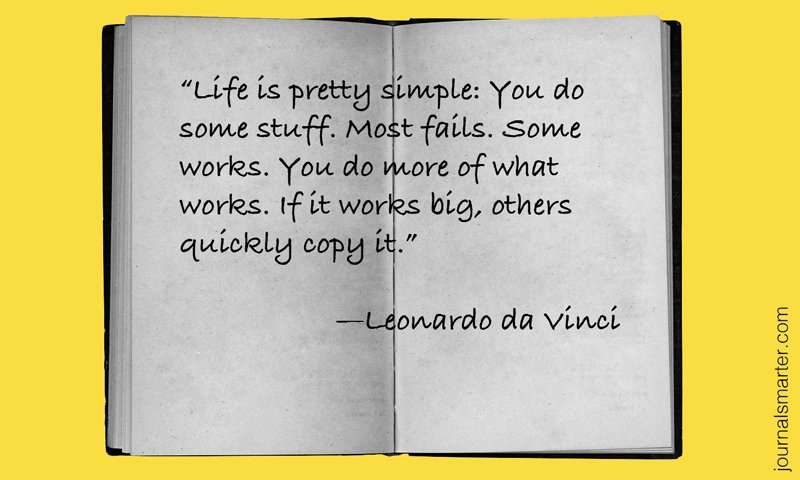 “Life is pretty simple: You do
some stuff. Most fails. Some
works. You do more of what
works. If it works big, others
quickly copy it.”
—Leonardo da Vinci
journalsmarter.com